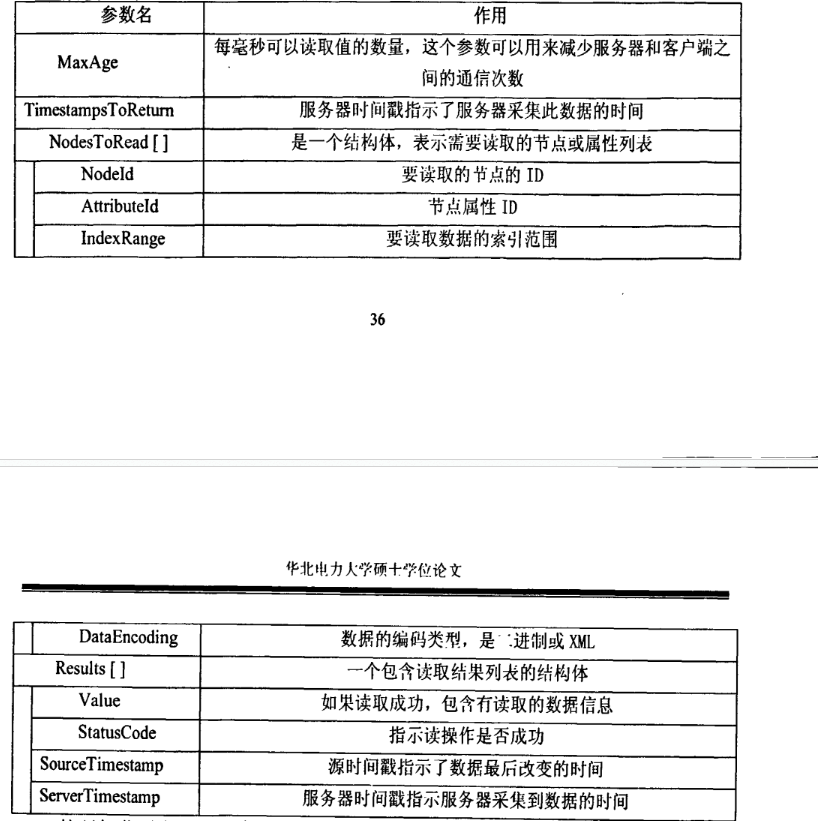 参数名 作用
MaxAge 每毫秒可以读取值的数量，这个参数可以用来减少服务器和客户端之
间的通信次数
TimestampsToReturn 服务器时间戳指示了服务器采集此数据的时间
NodesToRead [ ] 是一个结构体，表示需要读取的节点或属性列表
NodeId 要读取的节点的 ID
AttributeId 节点属性 ID
IndexRange 要读取数据的索引范围
36
华北电力大学硕士学位论文
DataEncoding 数据的编码类型，是二进制或 XML
Results [ ] 一个包含读取结果列表的结构体
Value 如果读取成功，包含有读取的数据信息
StatusCode 指示读操作是否成功
SourceTimestamp 源时间戳指示了数据最后改变的时间
ServerTimestamp 服务器时间戳指示服务器采集到数据的时间